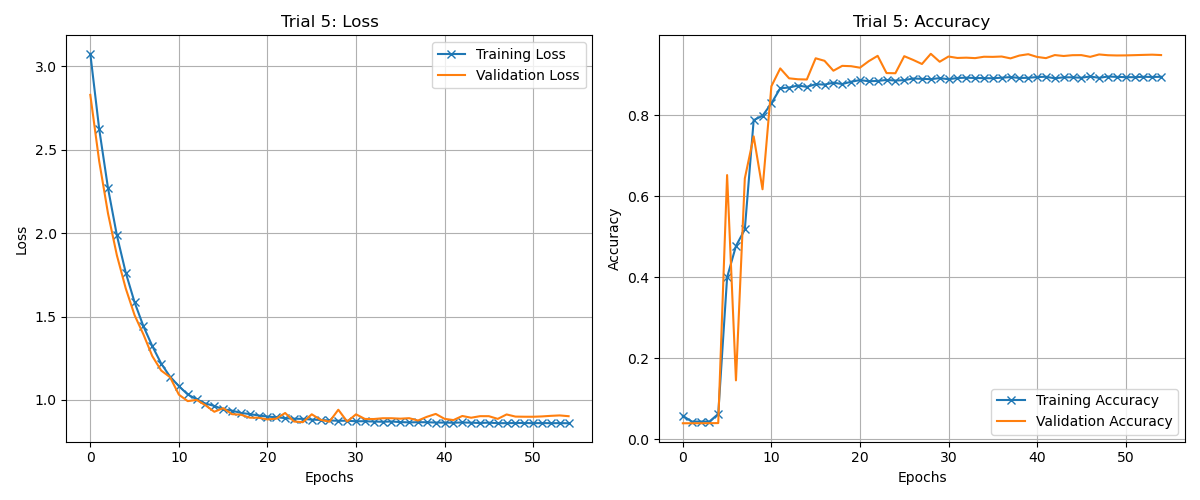 Trial 5: Loss
Training Loss
Validation Loss
3.0
2.5
2.0
1.5
1.0
Loss
0 10 20 30 40 50
Epochs
Trial 5: Accuracy
Training Accuracy
Validation Accuracy
0.8
0.6
0.4
0.2
0.0
Accuracy
0 10 20 30 40 50
Epochs